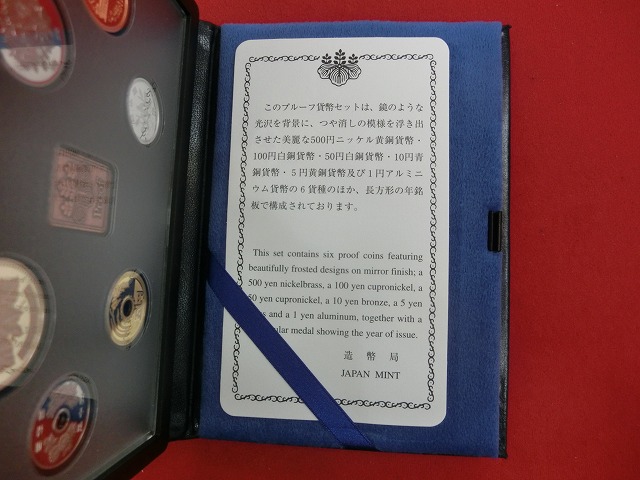 このプルーフ貨幣セットは、鏡のような
光沢を背景に、つや消しの模様を浮き出
させた美麗な500円ニッケル黄銅貨幣・
100円白銅貨幣・50円白銅貨幣・10円青
銅貨幣・5円黄銅貨幣及び1円アルミニ
ウム貨幣の6貨種のほか、長方形の年銘
板で構成されております。
This set contains six proof coins featuring
beautifully frosted designs on mirror finish; a
500 yen nickelbrass, a 100 yen cupronickel, a
50 yen cupronickel, a 10 yen bronze, a 5 yen
and a 1 yen aluminum, together with a
medal showing the year of issue.
造幣局
JAPAN MINT